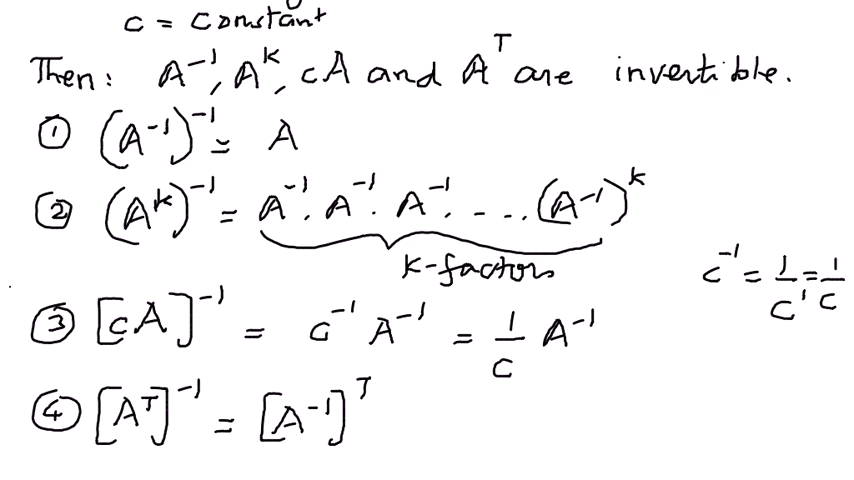 c = constant
Then: A⁻¹, Aᵏ, cA and Aᵀ are invertible.
① (A⁻¹)⁻¹ = A
② (Aᵏ)⁻¹ = A⁻¹. A⁻¹. A⁻¹. - - .. (A⁻¹)ᵏ
K-factors
c⁻¹ = 1/c¹ = 1/c
③ [cA]⁻¹ = c⁻¹ A⁻¹ = 1/c A⁻¹
④ [Aᵀ]⁻¹ = [A⁻¹]ᵀ